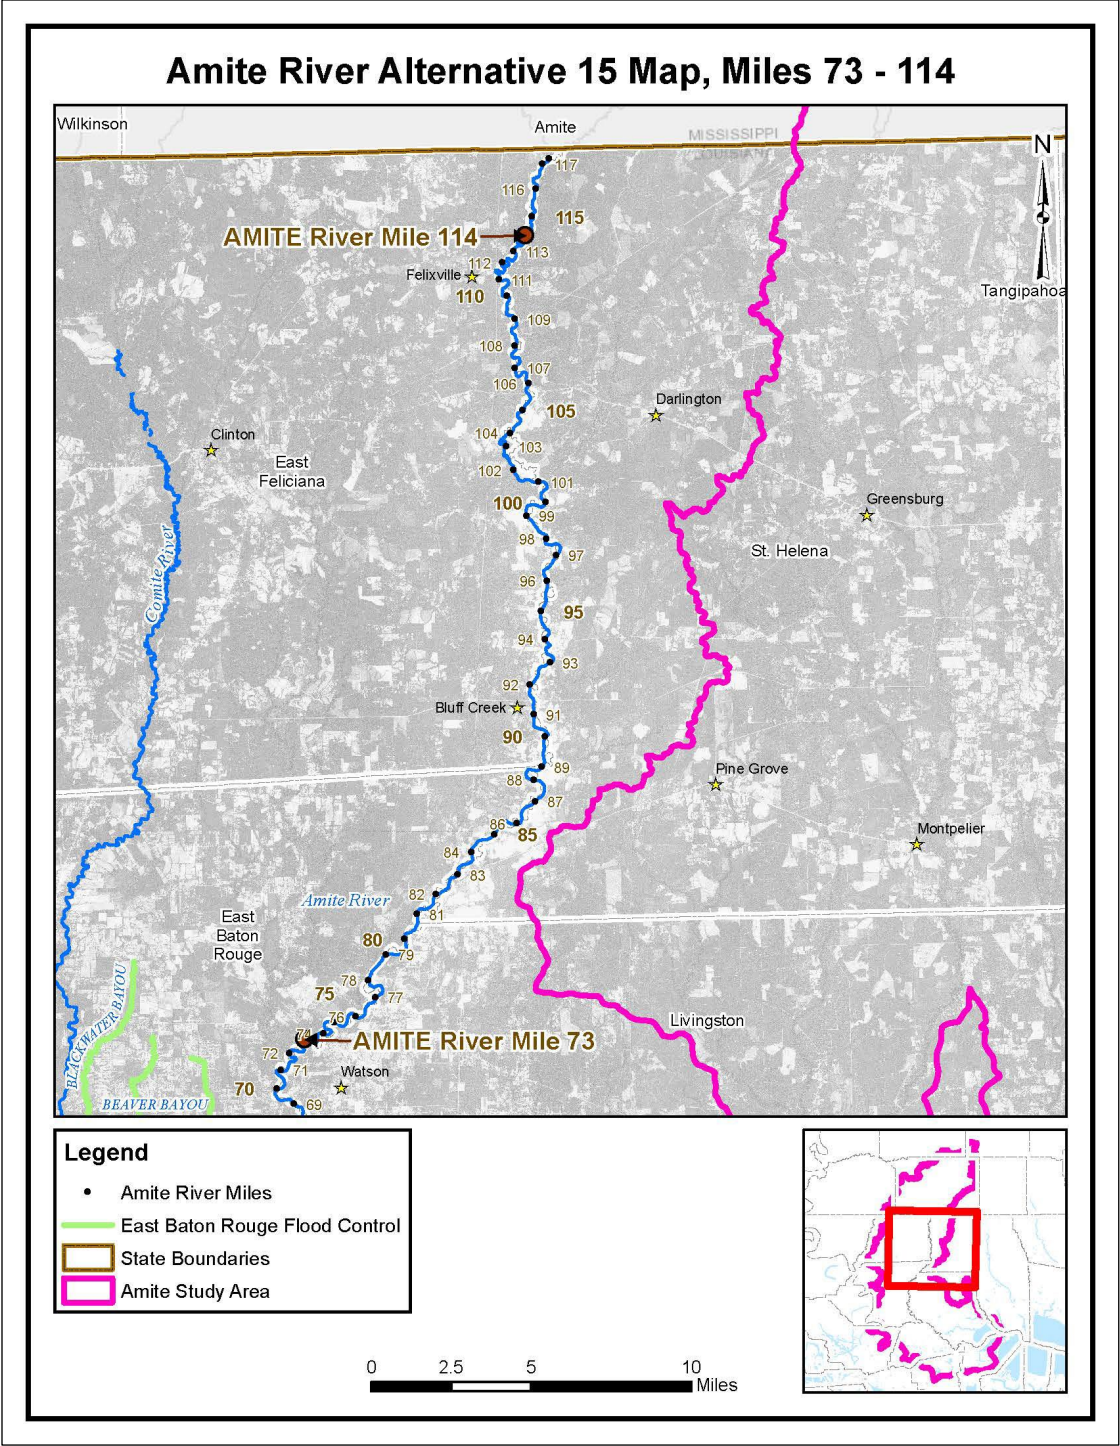 Amite River Alternative 15 Map, Miles 73 - 114
Wilkinson
Amite
MISSISSIPPI
LOUISIANA
N
117
116
115
AMITE River Mile 114
113
112
Felixville
111
110
Tangipahoa
109
108
107
106
105
Darlington
104
Clinton
103
East
Feliciana
102
101
100
Greensburg
99
98
St. Helena
97
Comite River
96
95
94
93
92
Bluff Creek
91
90
89
Pine Grove
88
87
86
85
Montpelier
84
83
82
Amite River
81
East
Baton
Rouge
80
79
78
75
77
BLACKWATER BAYOU
76
Livingston
74
AMITE River Mile 73
72
71
Watson
70
69
BEAVER BAYOU
Legend
Amite River Miles
East Baton Rouge Flood Control
State Boundaries
Amite Study Area
0 2.5 5 10
Miles